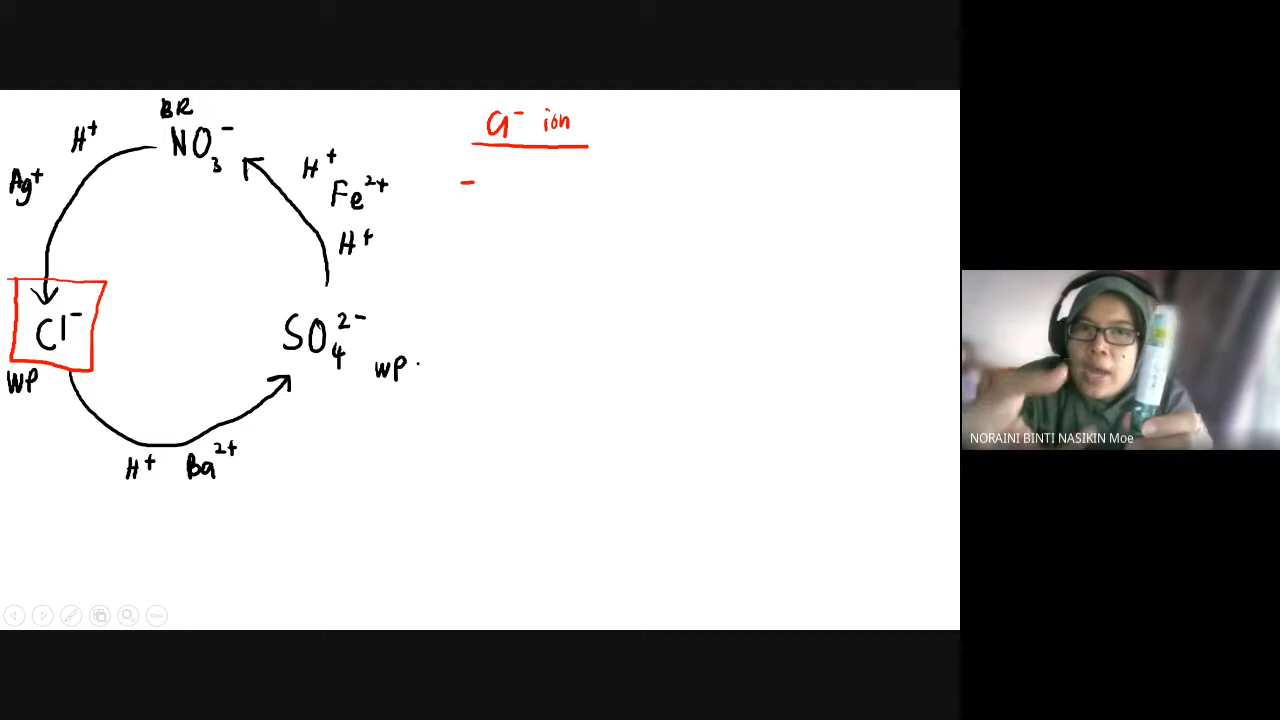 BR
NO₃⁻
H⁺
Ag⁺
H⁺
Fe²⁺
H⁺
Cl⁻
WP
SO₄²⁻
WP
H⁺ Ba²⁺
Cl⁻ ion
-
NORAINI BINTI NASIKIN Moe